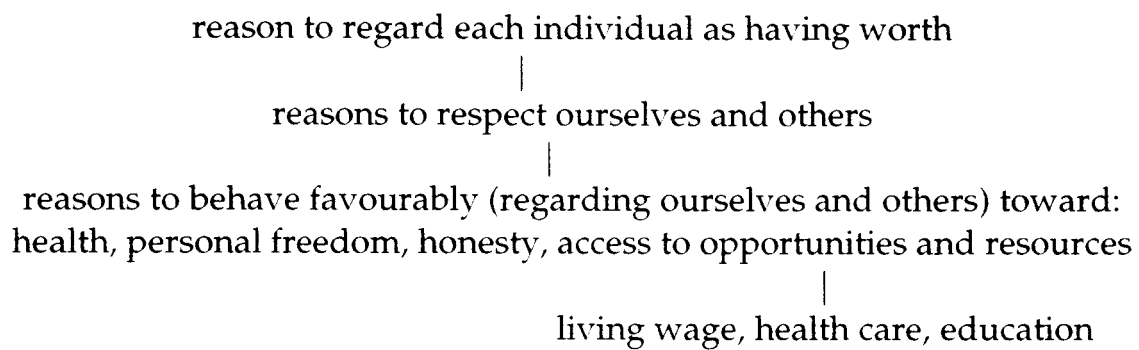 reason to regard each individual as having worth
reasons to respect ourselves and others
reasons to behave favourably (regarding ourselves and others) toward:
health, personal freedom, honesty, access to opportunities and resources
living wage, health care, education